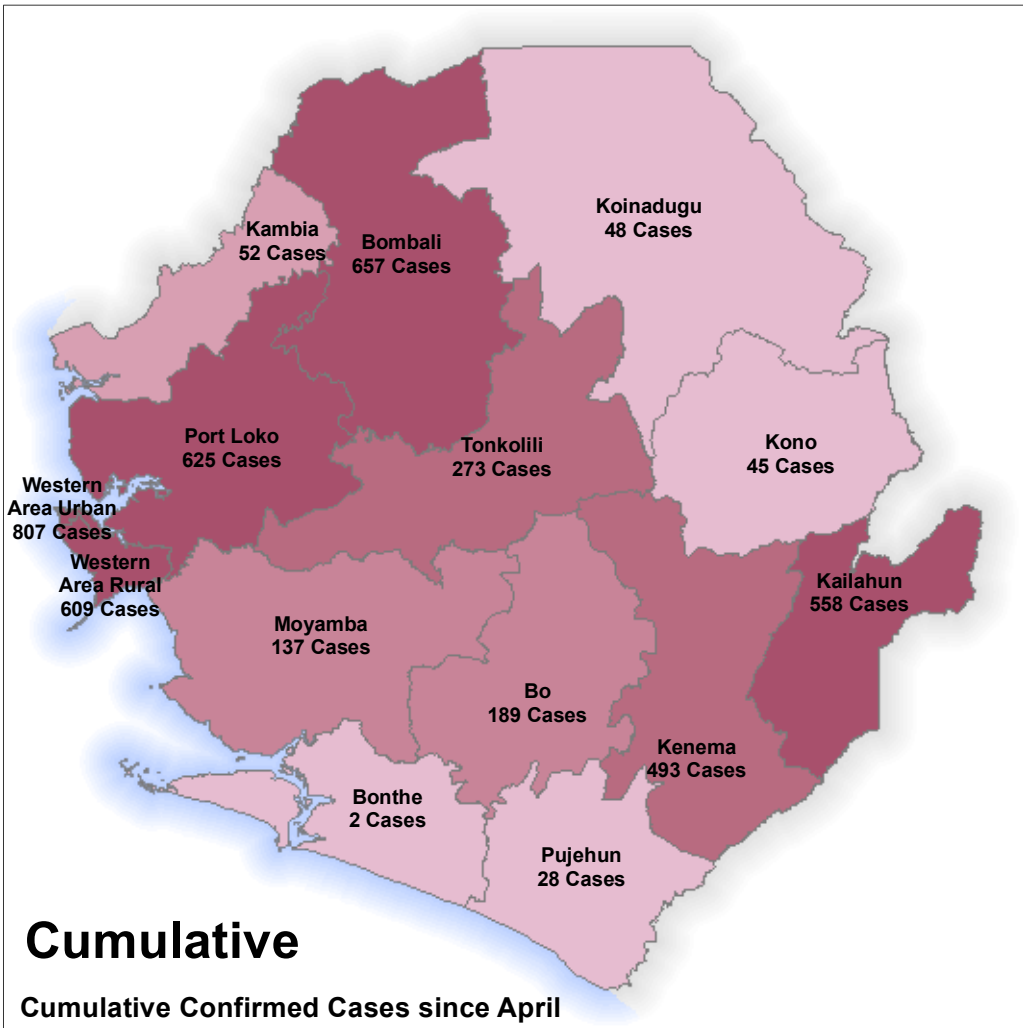 Koinadugu
48 Cases
Kambia
52 Cases
Bombali
657 Cases
Port Loko
625 Cases
Tonkolili
273 Cases
Kono
45 Cases
Western
Area Urban
807 Cases
Western
Area Rural
609 Cases
Kailahun
558 Cases
Moyamba
137 Cases
Bo
189 Cases
Kenema
493 Cases
Bonthe
2 Cases
Pujehun
28 Cases
Cumulative
Cumulative Confirmed Cases since April